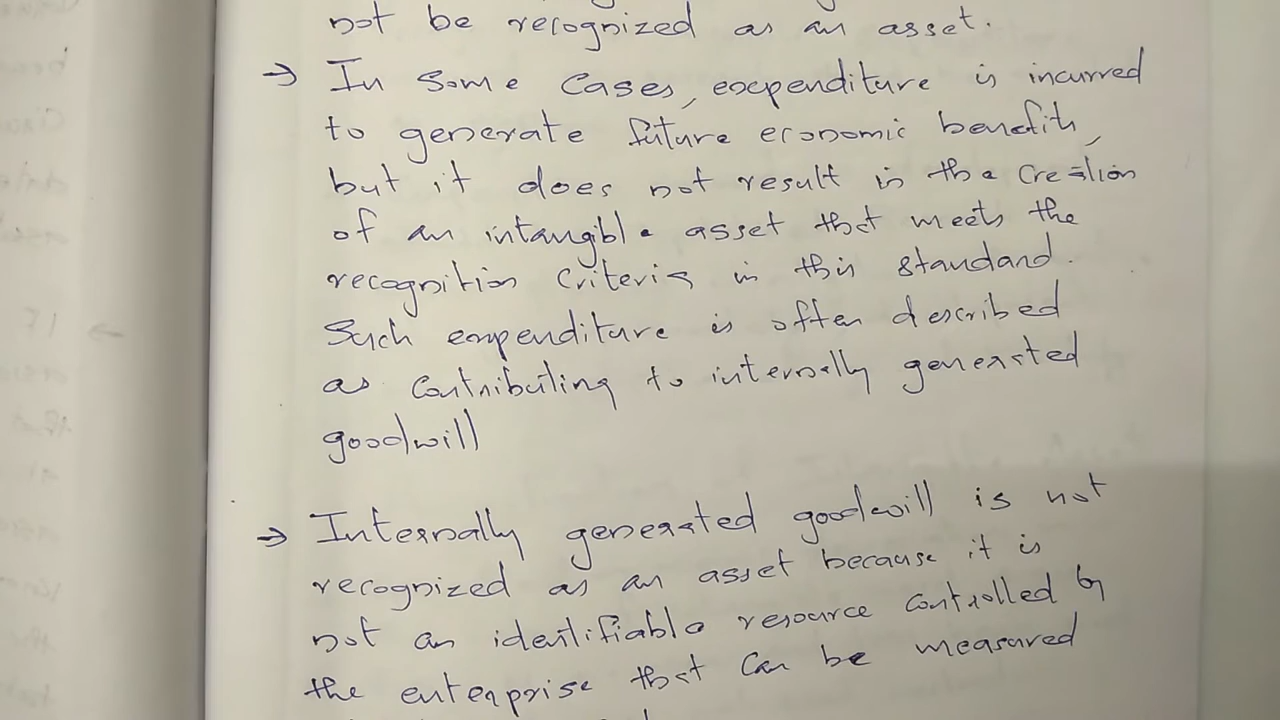 not be recognized as an asset.
→ In some cases, expenditure is incurred
to generate future economic benefits,
but it does not result in the creation
of an intangible asset that meets the
recognition criteria in this standard.
Such expenditure is often described
as contributing to internally generated
goodwill
→ Internally generated goodwill is not
recognized as an asset because it is
not an identifiable resource controlled by
the enterprise that can be measured